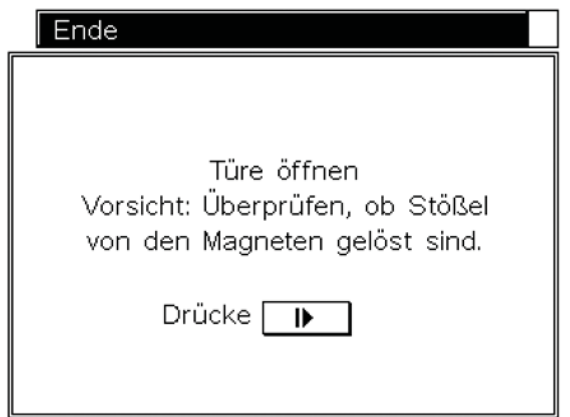 Ende
Türe öffnen
Vorsicht: Überprüfen, ob Stößel
von den Magneten gelöst sind.
Drücke